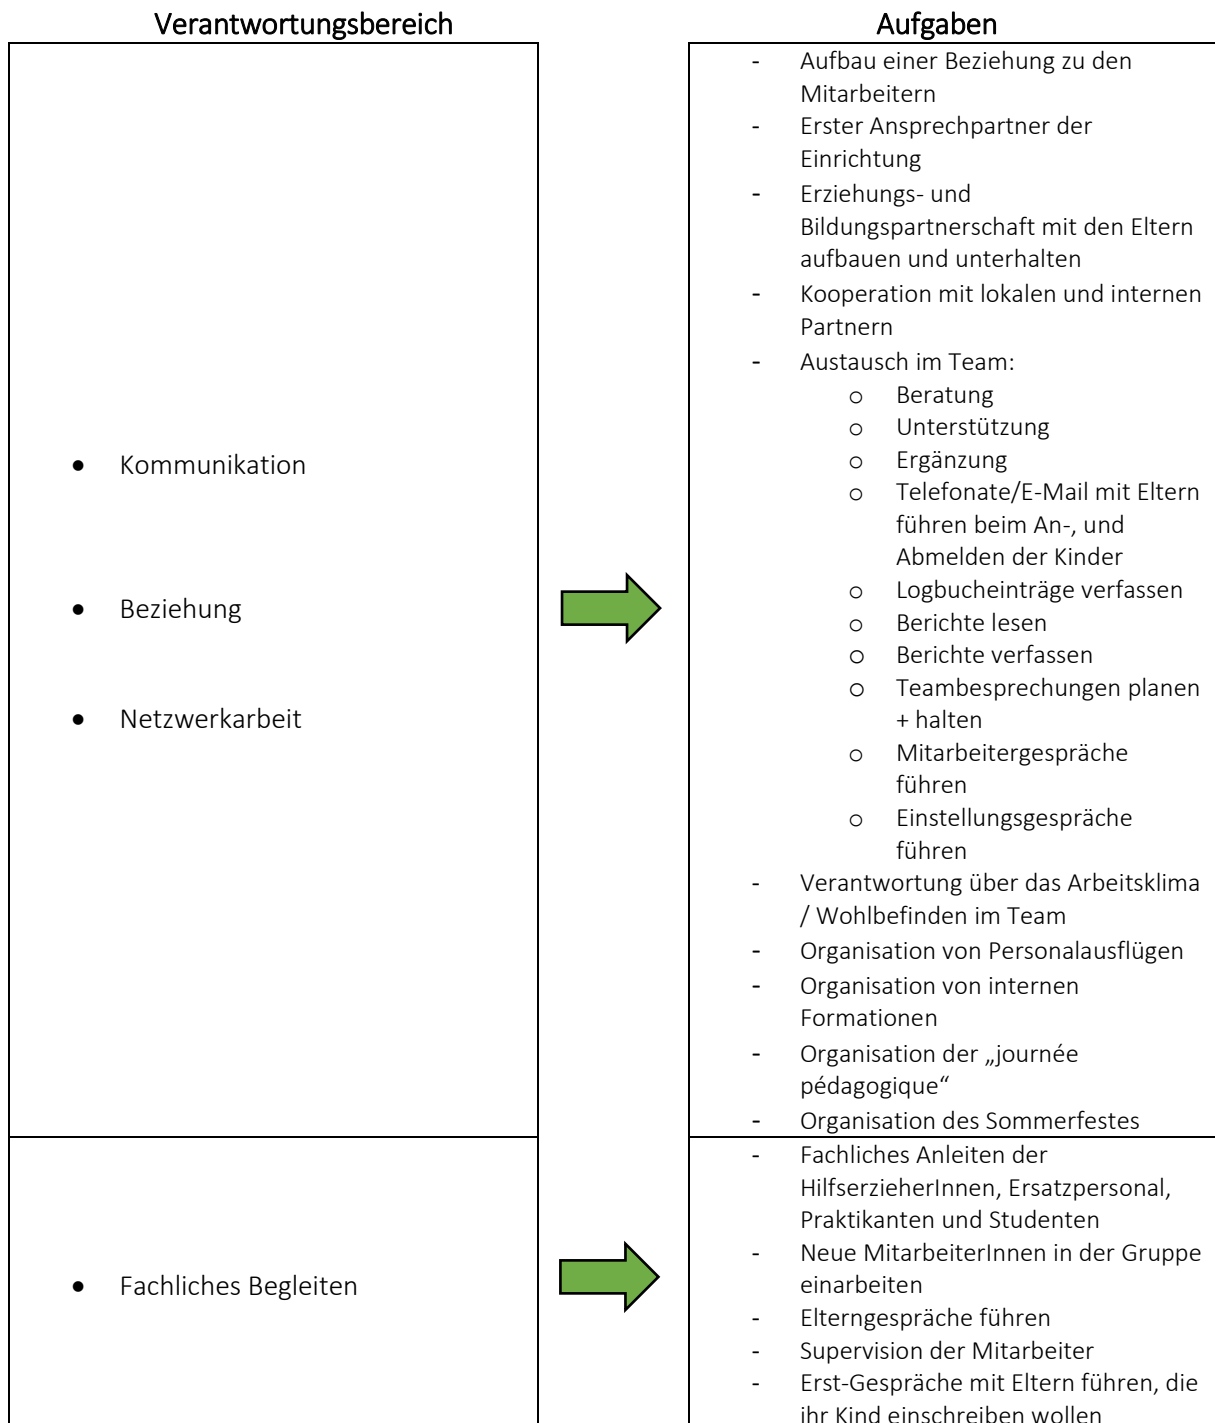 Verantwortungsbereich
Aufgaben
• Kommunikation
• Beziehung
• Netzwerkarbeit
- Aufbau einer Beziehung zu den
Mitarbeitern
- Erster Ansprechpartner der
Einrichtung
- Erziehungs- und
Bildungspartnerschaft mit den Eltern
aufbauen und unterhalten
- Kooperation mit lokalen und internen
Partnern
- Austausch im Team:
o Beratung
o Unterstützung
o Ergänzung
o Telefonate/E-Mail mit Eltern
führen beim An-, und
Abmelden der Kinder
o Logbucheinträge verfassen
o Berichte lesen
o Berichte verfassen
o Teambesprechungen planen
+ halten
o Mitarbeitergespräche
führen
o Einstellungsgespräche
führen
- Verantwortung über das Arbeitsklima
/ Wohlbefinden im Team
- Organisation von Personalausflügen
- Organisation von internen
Formationen
- Organisation der „journée
pédagogique“
- Organisation des Sommerfestes
• Fachliches Begleiten
- Fachliches Anleiten der
HilfserzieherInnen, Ersatzpersonal,
Praktikanten und Studenten
- Neue MitarbeiterInnen in der Gruppe
einarbeiten
- Elterngespräche führen
- Supervision der Mitarbeiter
- Erst-Gespräche mit Eltern führen, die
ihr Kind einschreiben wollen